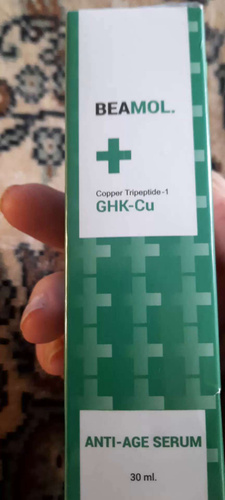 BEAMOL.
Copper Tripeptide-1
GHK-Cu
ANTI-AGE SERUM
30 ml.